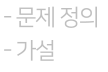 - 문제 정의
- 가설